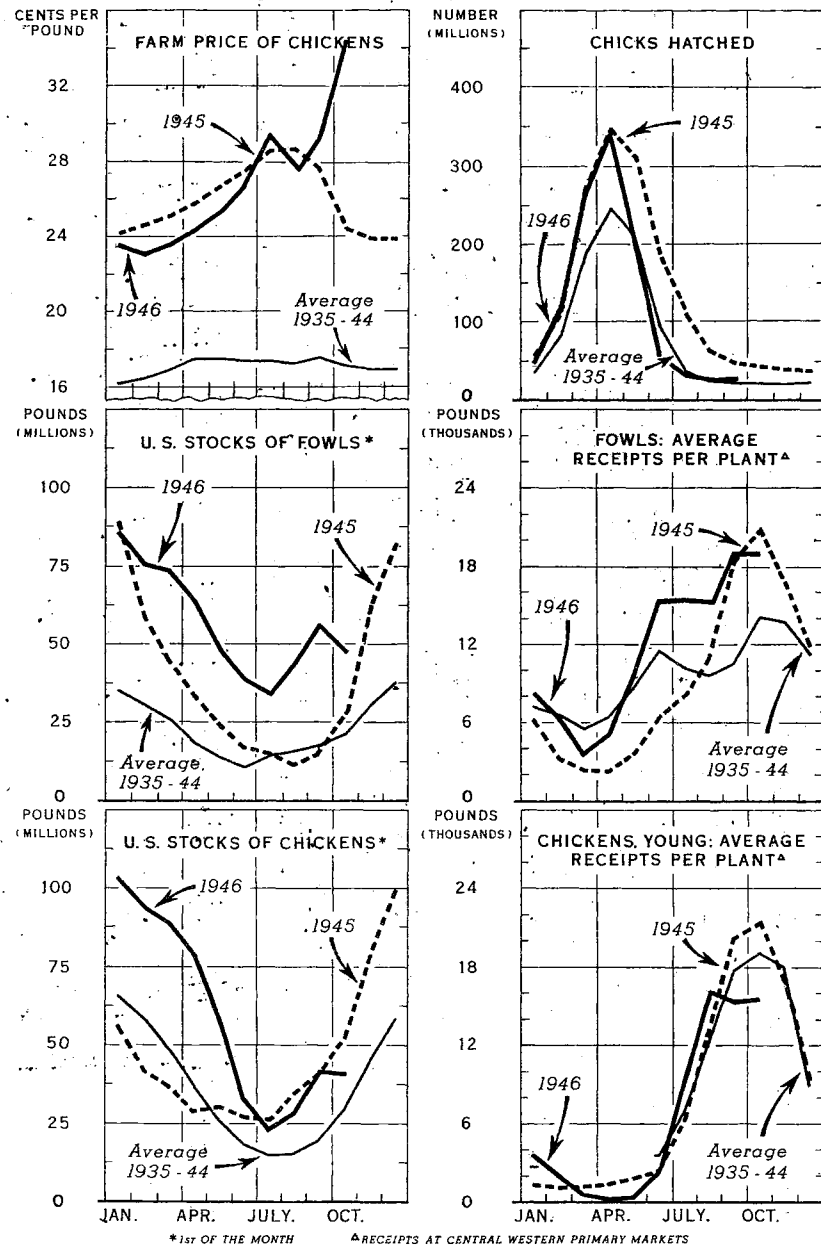 CENTS PER
POUND
FARM PRICE OF CHICKENS
32
28
24
20
16
1945
1946
Average
1935 - 44
NUMBER
(MILLIONS)
CHICKS HATCHED
400
300
200
100
0
1945
1946
Average
1935 - 44
POUNDS
(MILLIONS)
U. S. STOCKS OF FOWLS*
100
75
50
25
0
1946
1945
Average
1935 - 44
POUNDS
(THOUSANDS)
FOWLS: AVERAGE
RECEIPTS PER PLANT△
24
18
12
6
0
1945
1946
Average
1935 - 44
POUNDS
(MILLIONS)
U. S. STOCKS OF CHICKENS*
100
75
50
25
0
1946
1945
Average
1935 - 44
JAN. APR. JULY. OCT.
POUNDS
(THOUSANDS)
CHICKENS, YOUNG: AVERAGE
RECEIPTS PER PLANT△
24
18
12
6
0
1945
1946
Average
1935 - 44
JAN. APR. JULY. OCT.
*1ST OF THE MONTH △RECEIPTS AT CENTRAL WESTERN PRIMARY MARKETS